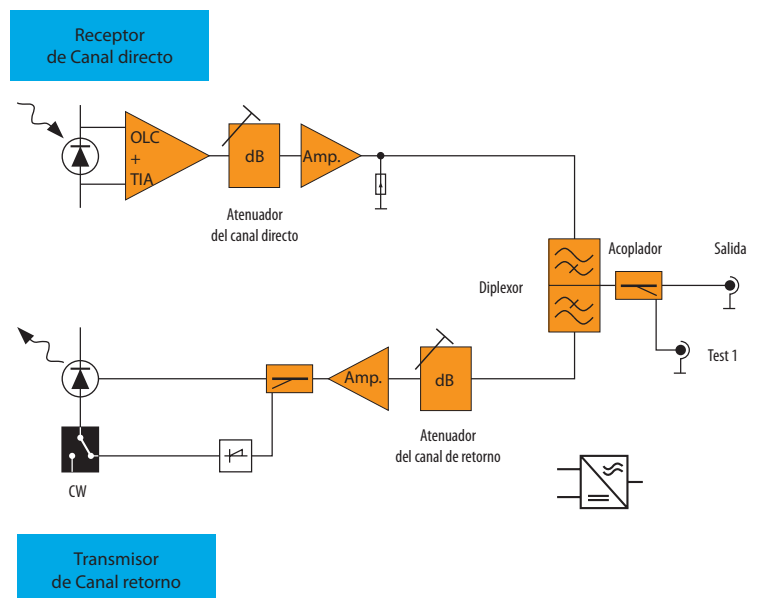 Receptor
de Canal directo
OLC
+
TIA
dB
Amp.
Atenuador
del canal directo
Diplexor
Acoplador
Salida
Test 1
Amp.
dB
Atenuador
del canal de retorno
CW
Transmisor
de Canal retorno